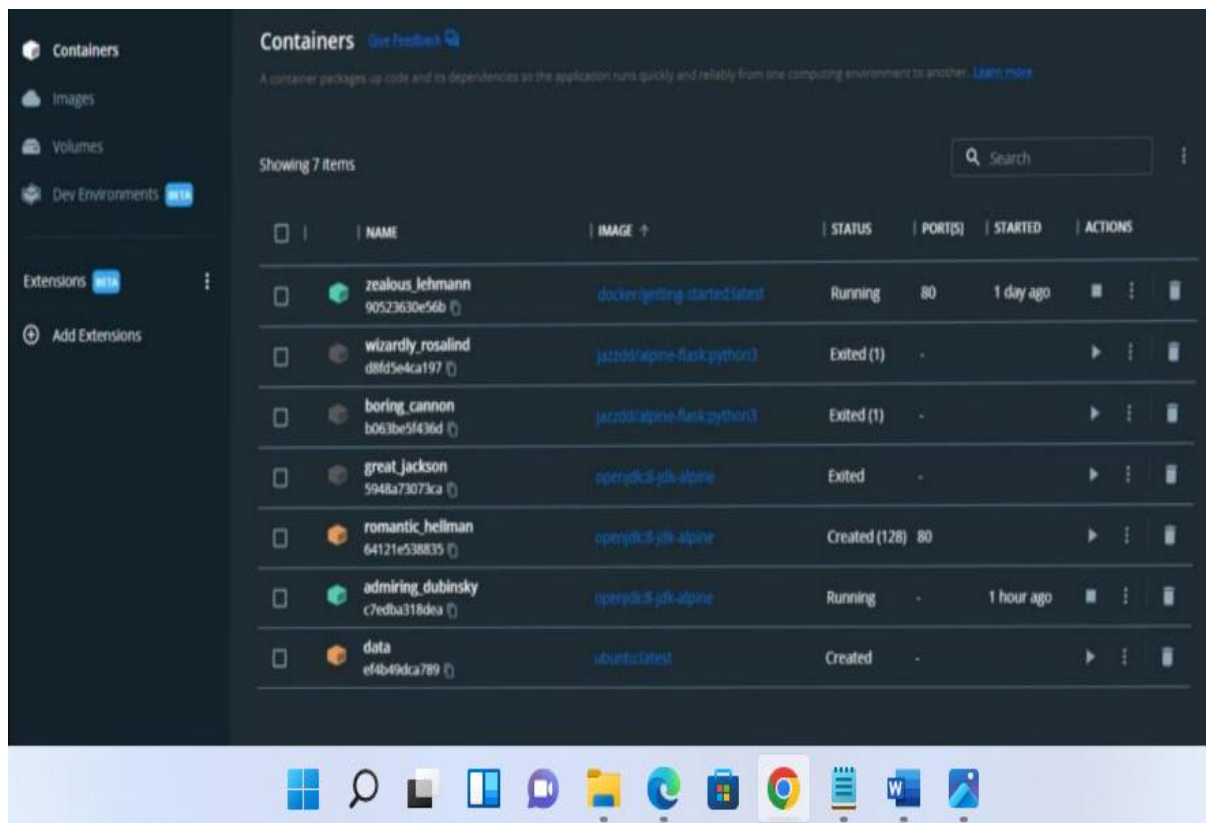 Containers
Images
Volumes
Dev Environments BETA
Extensions BETA
Add Extensions
Containers Give Feedback
A container packages up code and its dependencies so the application runs quickly and reliably from one computing environment to another. Learn more
Showing 7 items
Search
NAME IMAGE ↑ STATUS PORT(S) STARTED ACTIONS
zealous_lehmann docker/getting-started:latest Running 80 1 day ago
90523630e56b
wizardly_rosalind jazzdd/alpine-flask:python3 Exited (1) -
d8fd5e4ca197
boring_cannon jazzdd/alpine-flask:python3 Exited (1) -
b063be5f436d
great_jackson openjdk:8-jdk-alpine Exited -
5948a73073ca
romantic_hellman openjdk:8-jdk-alpine Created (128) 80
64121e538835
admiring_dubinsky openjdk:8-jdk-alpine Running - 1 hour ago
c7edba318dea
data ubuntu:latest Created -
ef4b49dca789
W